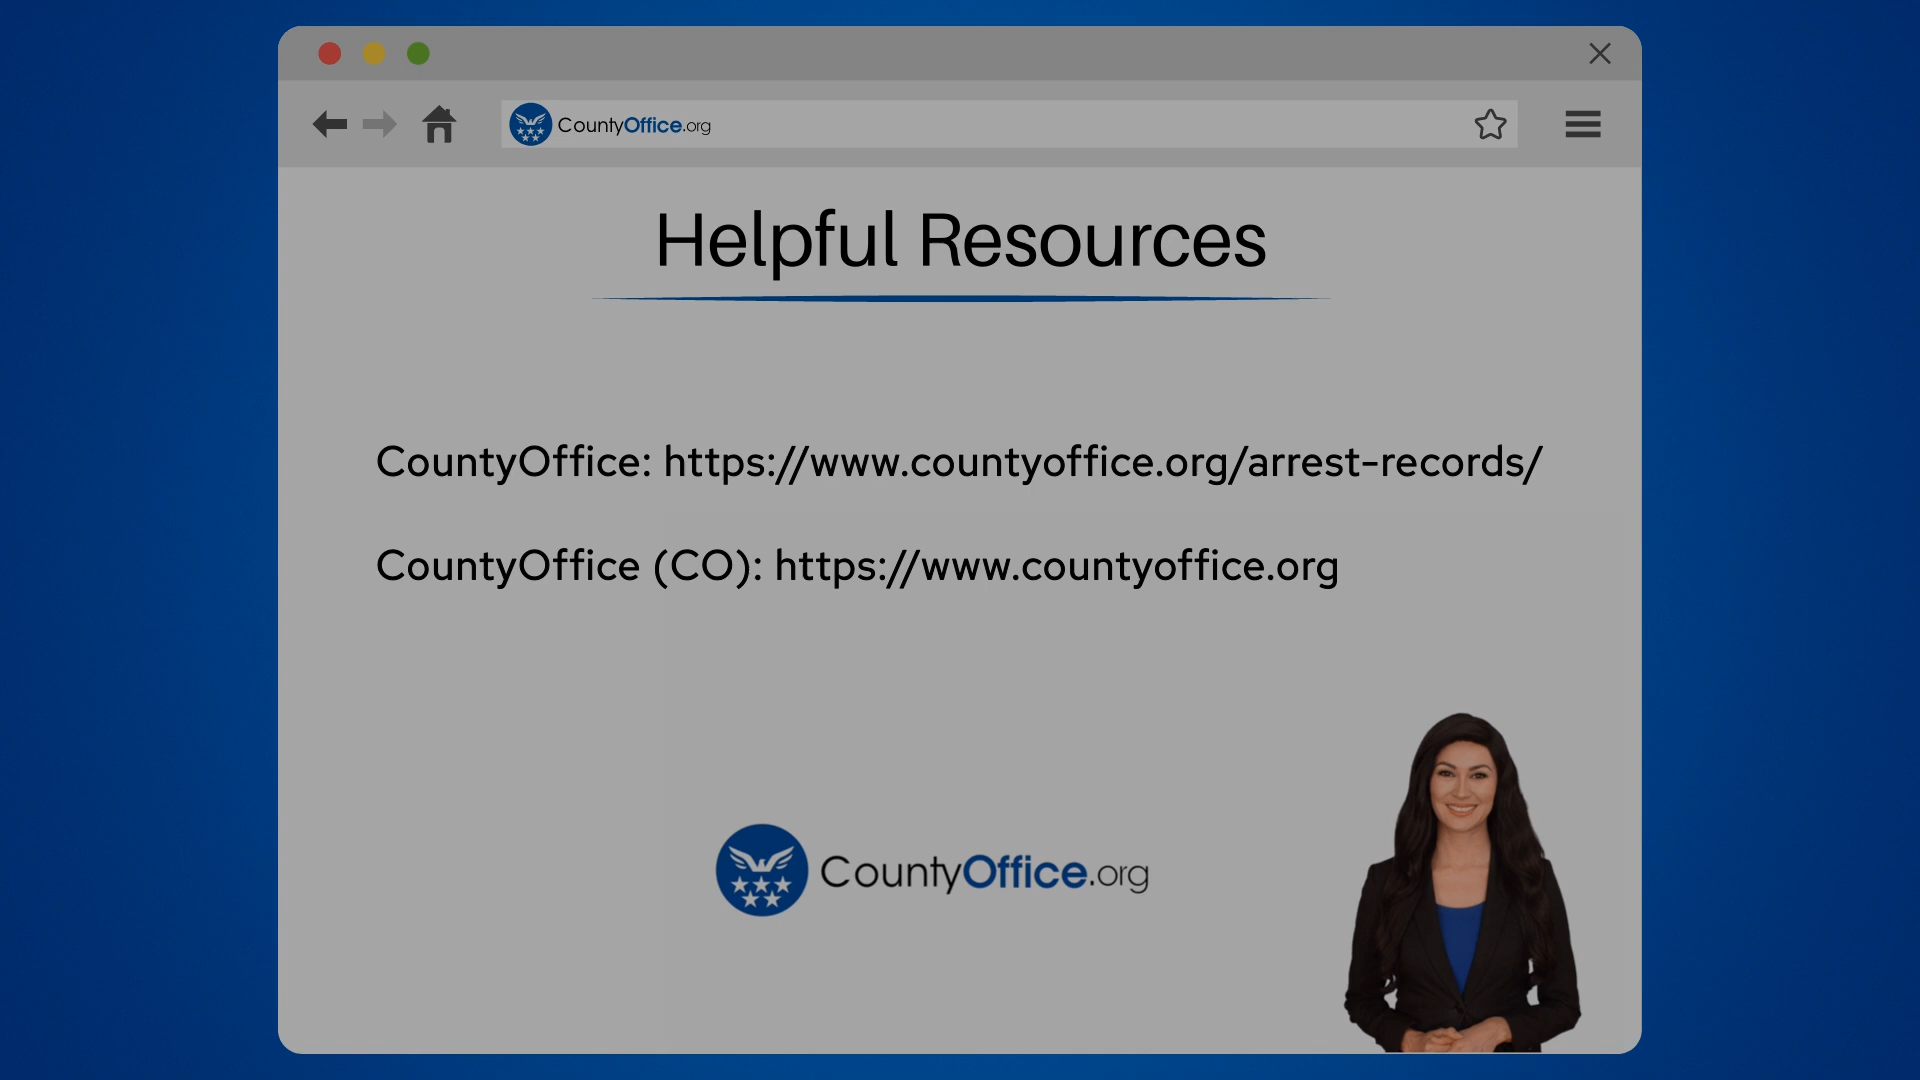 CountyOffice.org
Helpful Resources
CountyOffice: https://www.countyoffice.org/arrest-records/
CountyOffice (CO): https://www.countyoffice.org
CountyOffice.org